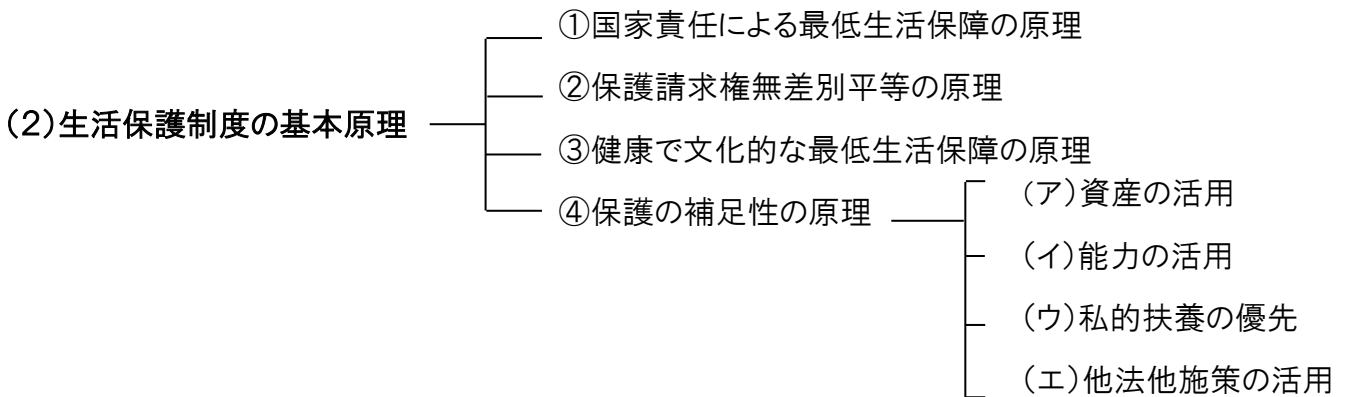 (2)生活保護制度の基本原理
①国家責任による最低生活保障の原理
②保護請求権無差別平等の原理
③健康で文化的な最低生活保障の原理
④保護の補足性の原理
(ア)資産の活用
(イ)能力の活用
(ウ)私的扶養の優先
(エ)他法他施策の活用